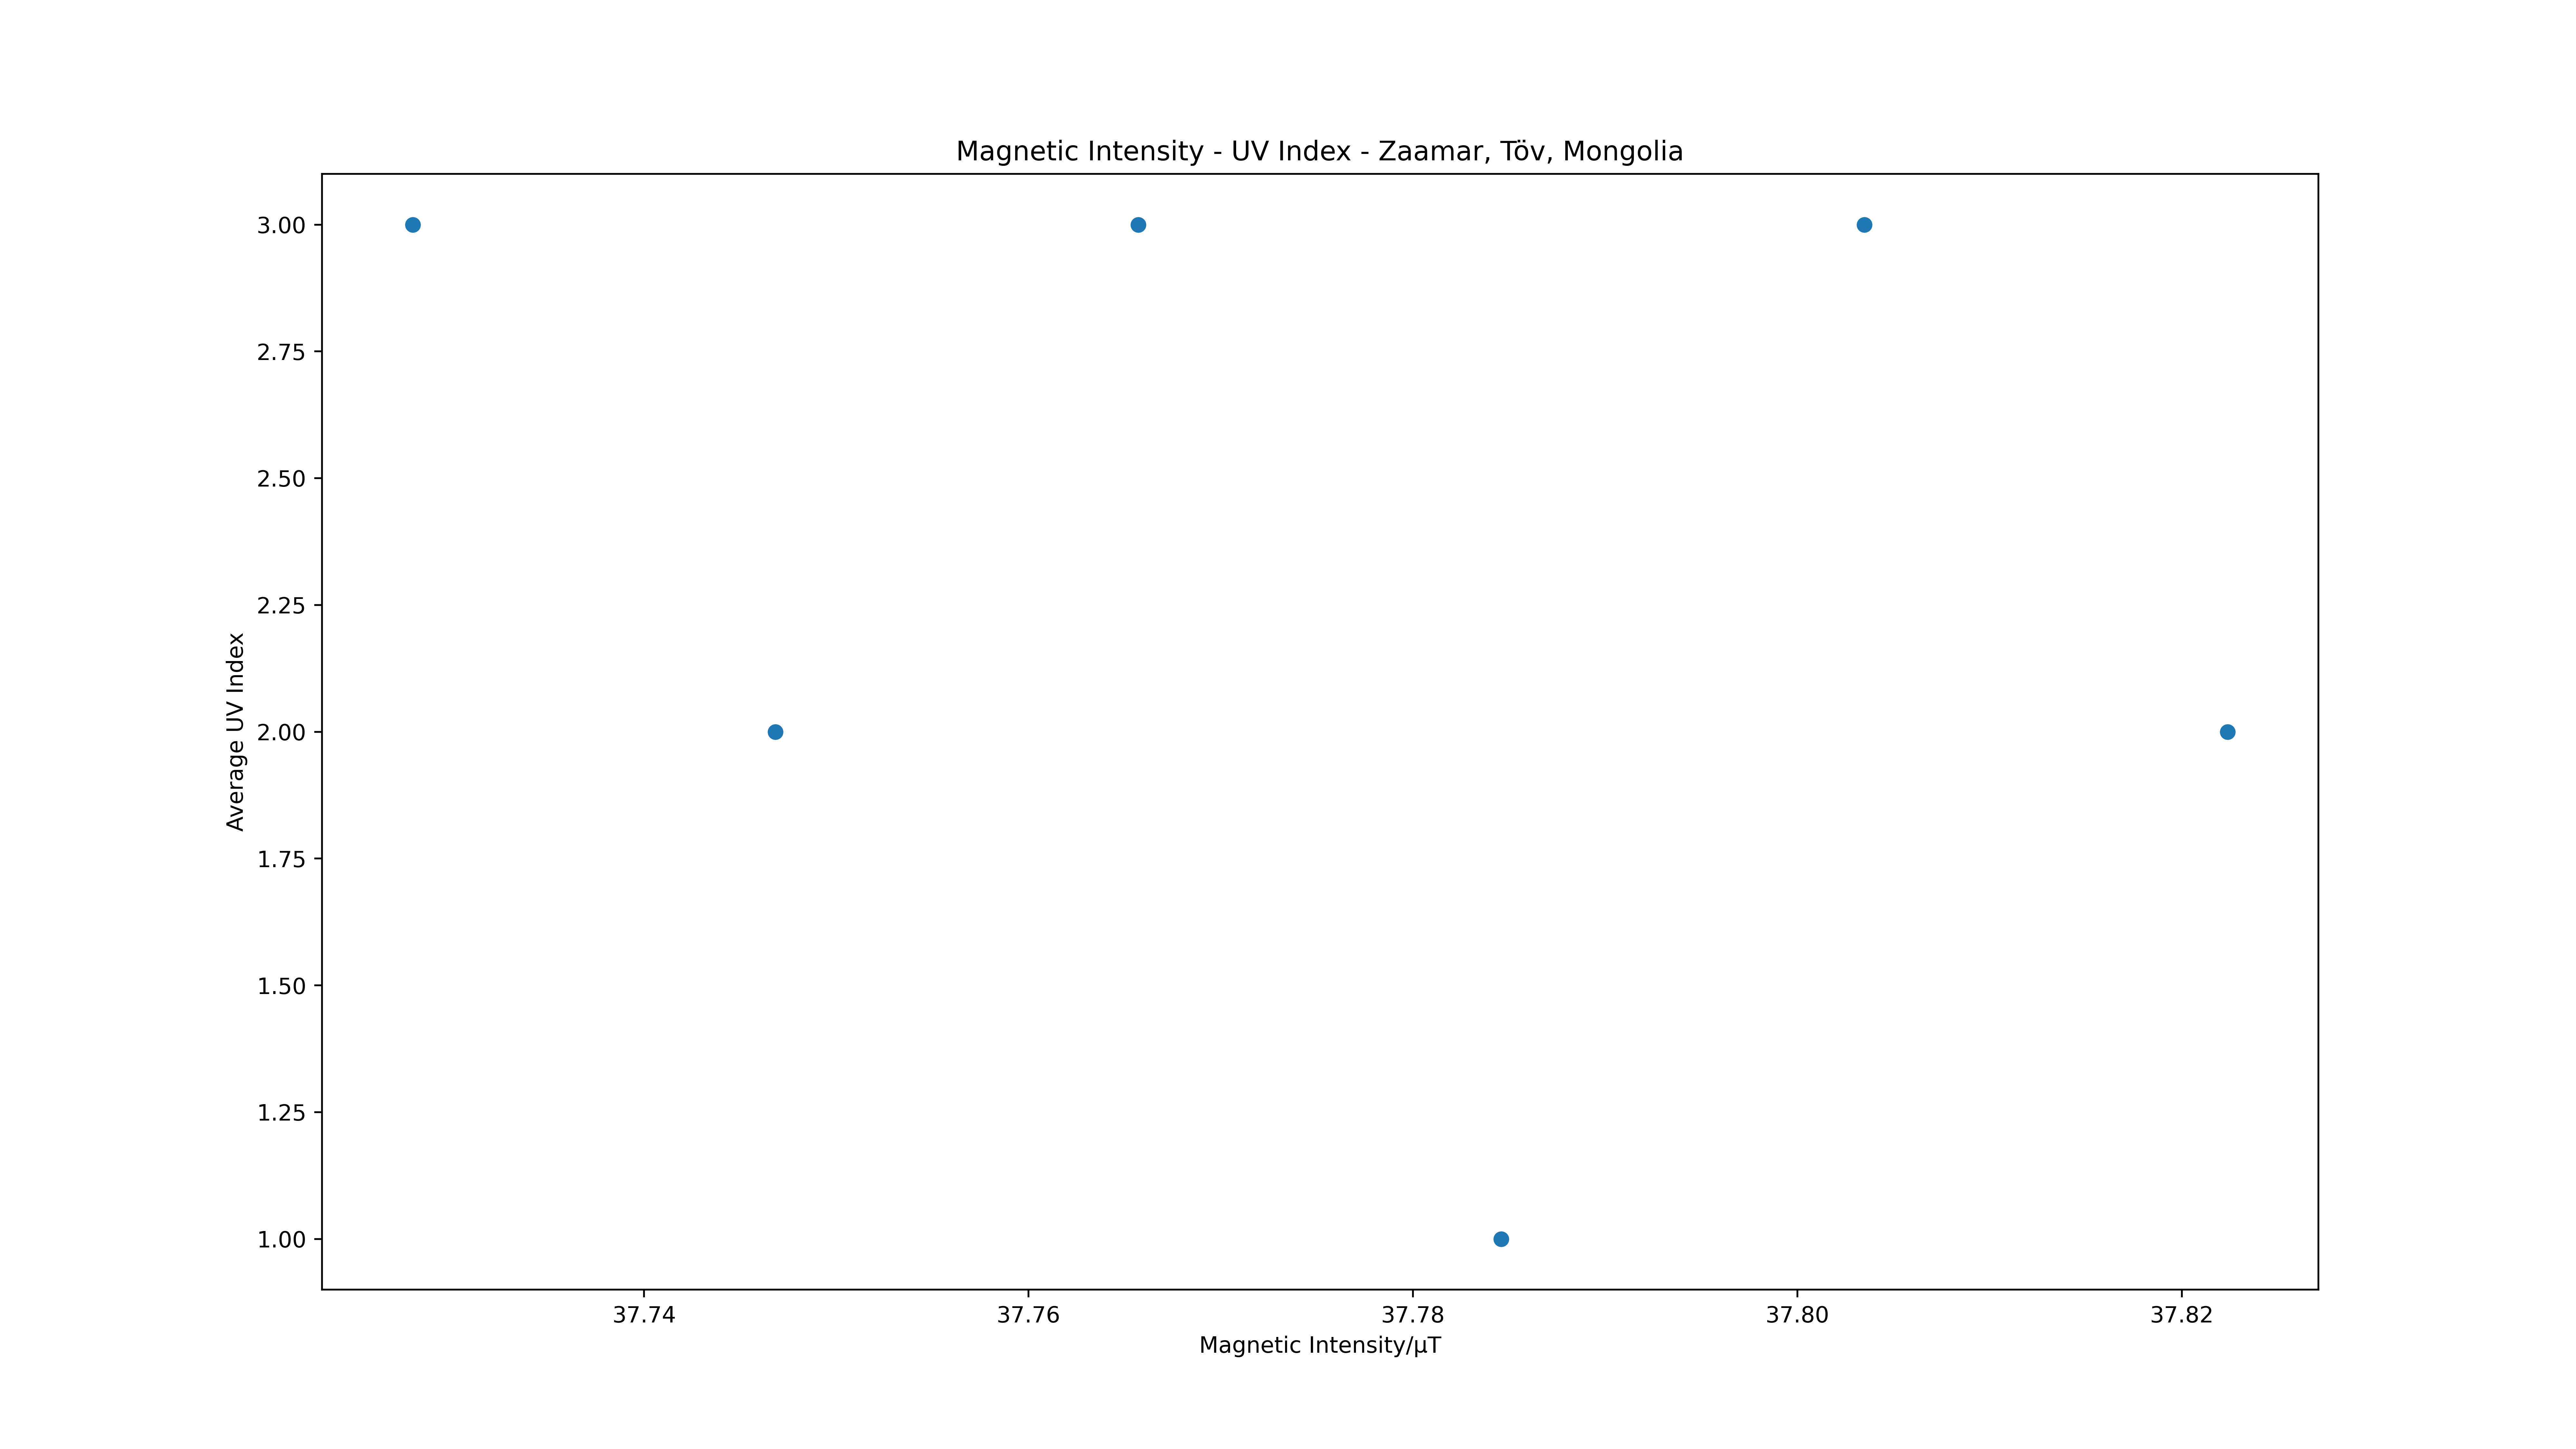 Magnetic Intensity - UV Index - Zaamar, Töv, Mongolia
3.00
2.75
2.50
2.25
2.00
1.75
1.50
1.25
1.00
Average UV Index
37.74 37.76 37.78 37.80 37.82
Magnetic Intensity/µT